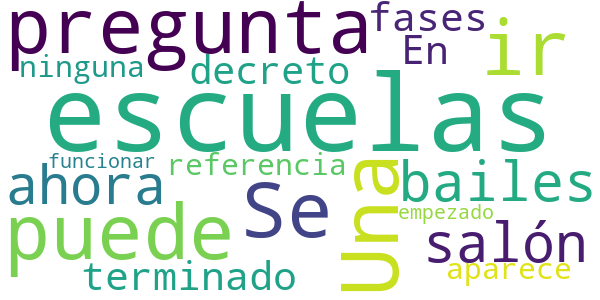 pregunta
fases
En
ir
ninguna
decreto
escuelas
funcionar
referencia
ahora
Se
Una
bailes
puede
empezado
salón
terminado
aparece